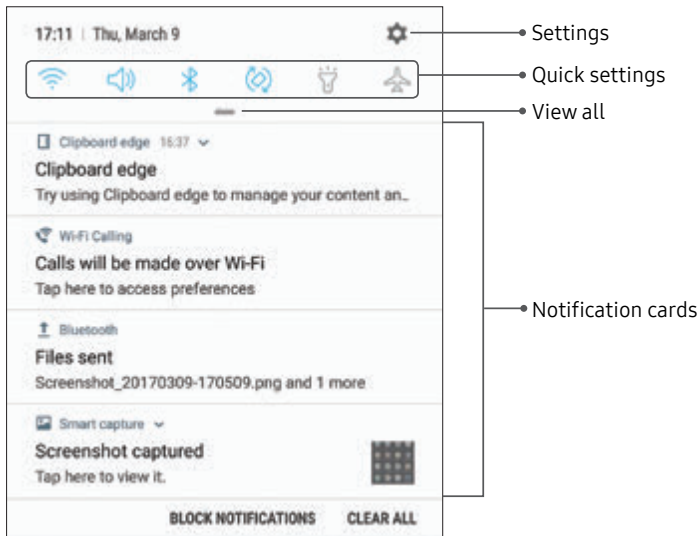 17:11 | Thu, March 9
Settings
Quick settings
View all
Clipboard edge 16:37
Clipboard edge
Try using Clipboard edge to manage your content an...
Wi-Fi Calling
Calls will be made over Wi-Fi
Tap here to access preferences
Notification cards
Bluetooth
Files sent
Screenshot_20170309-170509.png and 1 more
Smart capture
Screenshot captured
Tap here to view it.
BLOCK NOTIFICATIONS CLEAR ALL